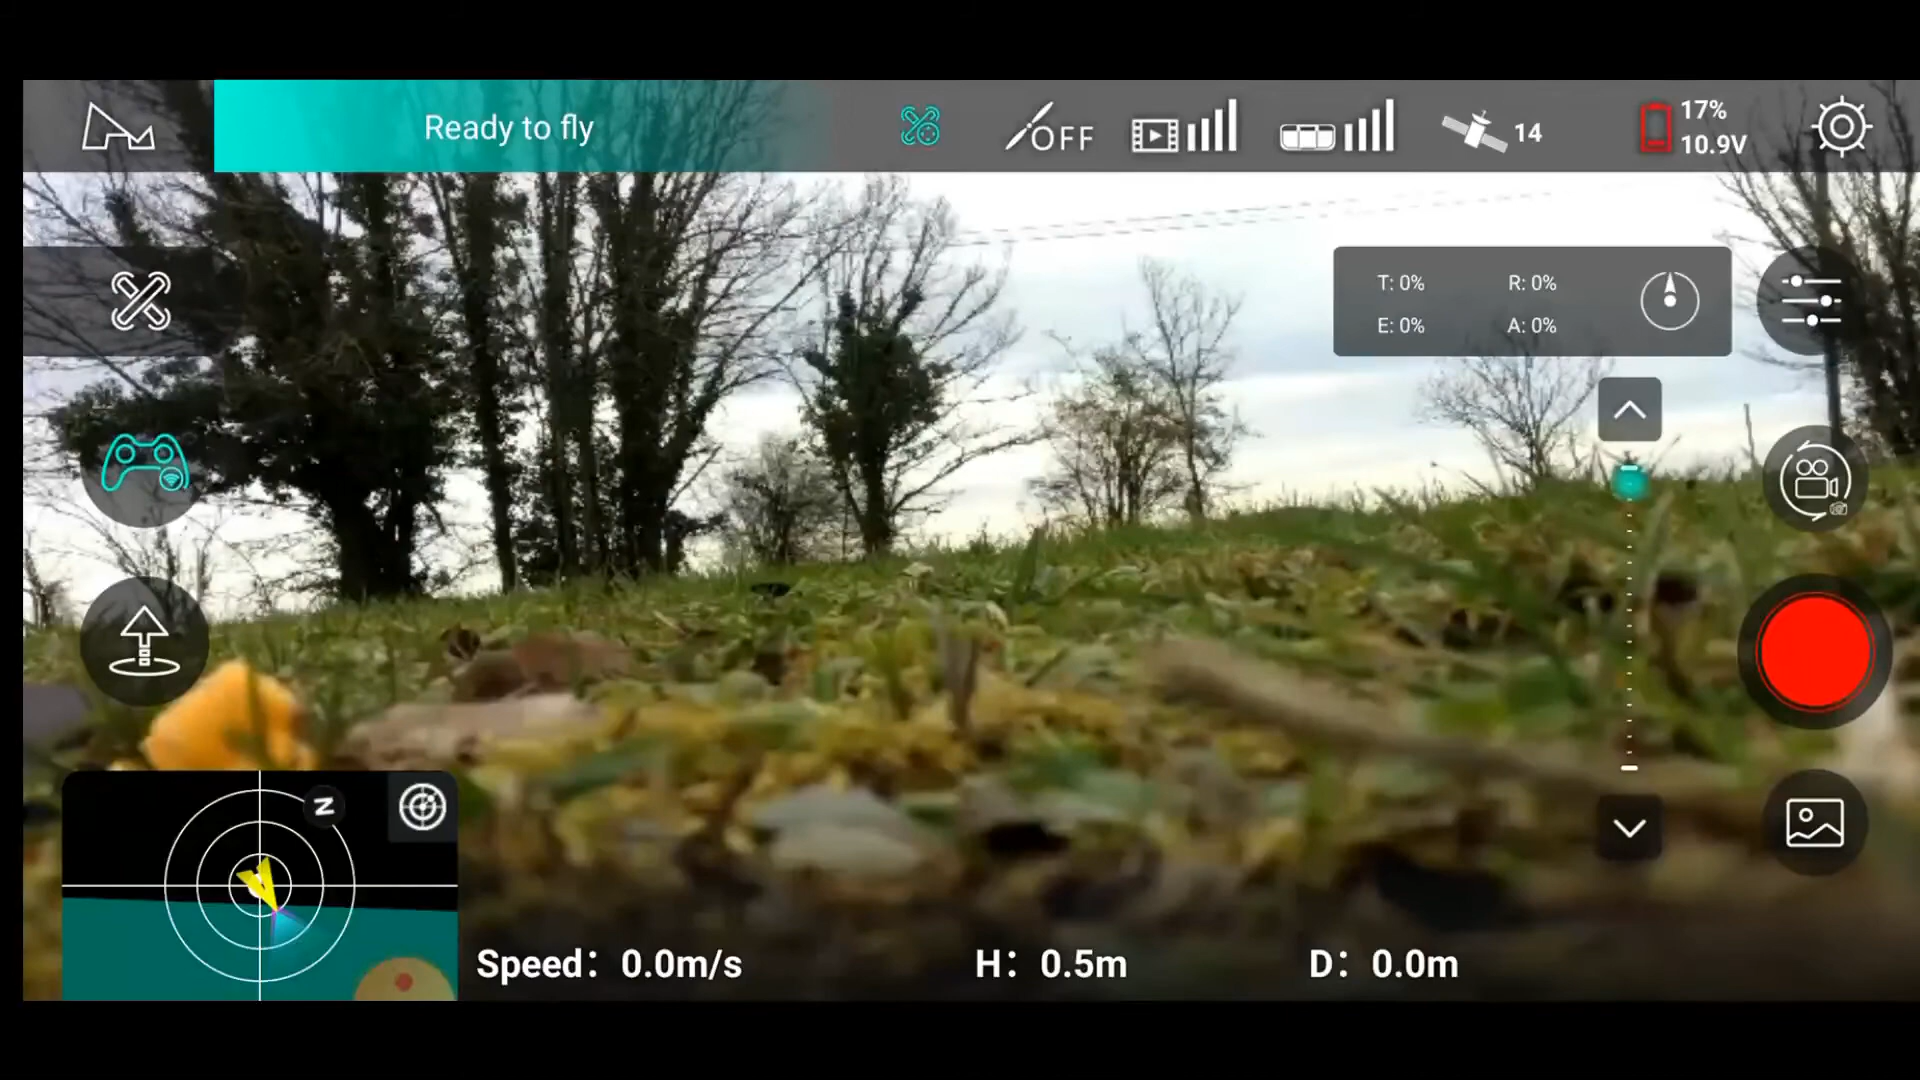 Ready to fly
OFF
14
17%
10.9V
T: 0% R: 0%
E: 0% A: 0%
N
Speed: 0.0m/s H: 0.5m D: 0.0m